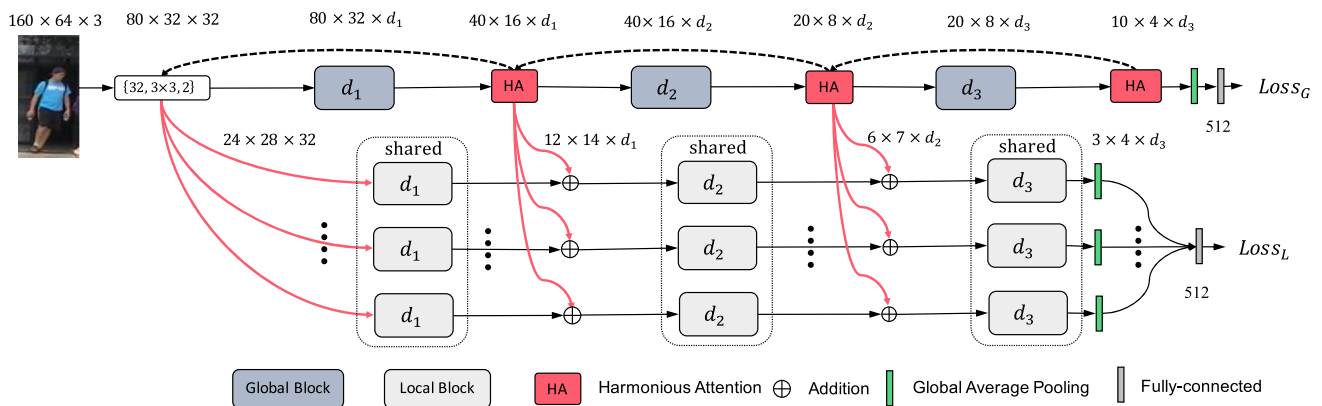 160 × 64 × 3 80 × 32 × 32 80 × 32 × d₁ 40 × 16 × d₁ 40 × 16 × d₂ 20 × 8 × d₂ 20 × 8 × d₃ 10 × 4 × d₃
{32, 3×3, 2} d₁ HA d₂ HA d₃ HA Loss_G
512
24 × 28 × 32 shared 12 × 14 × d₁ shared 6 × 7 × d₂ shared 3 × 4 × d₃
d₁ d₂ d₃
d₁ d₂ d₃ Loss_L
512
d₁ d₂ d₃
Global Block Local Block HA Harmonious Attention Addition Global Average Pooling Fully-connected